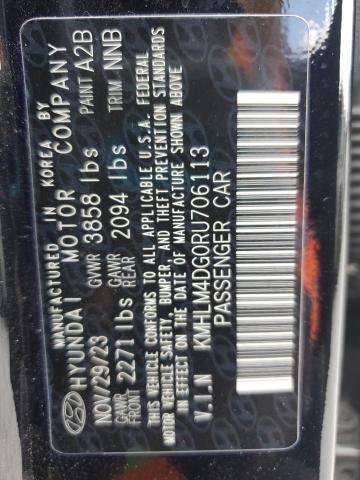 MANUFACTURED IN KOREA BY
HYUNDAI MOTOR COMPANY
NOV/29/23 GVWR 3858 lbs PAINT A2B
GAWR FRONT 2271 lbs GAWR REAR 2094 lbs TRIM NNB
THIS VEHICLE CONFORMS TO ALL APPLICABLE U.S.A. FEDERAL
MOTOR VEHICLE SAFETY, BUMPER, AND THEFT PREVENTION STANDARDS
IN EFFECT ON THE DATE OF MANUFACTURE SHOWN ABOVE
V.I.N KMHLM4DG0RU706113
PASSENGER CAR